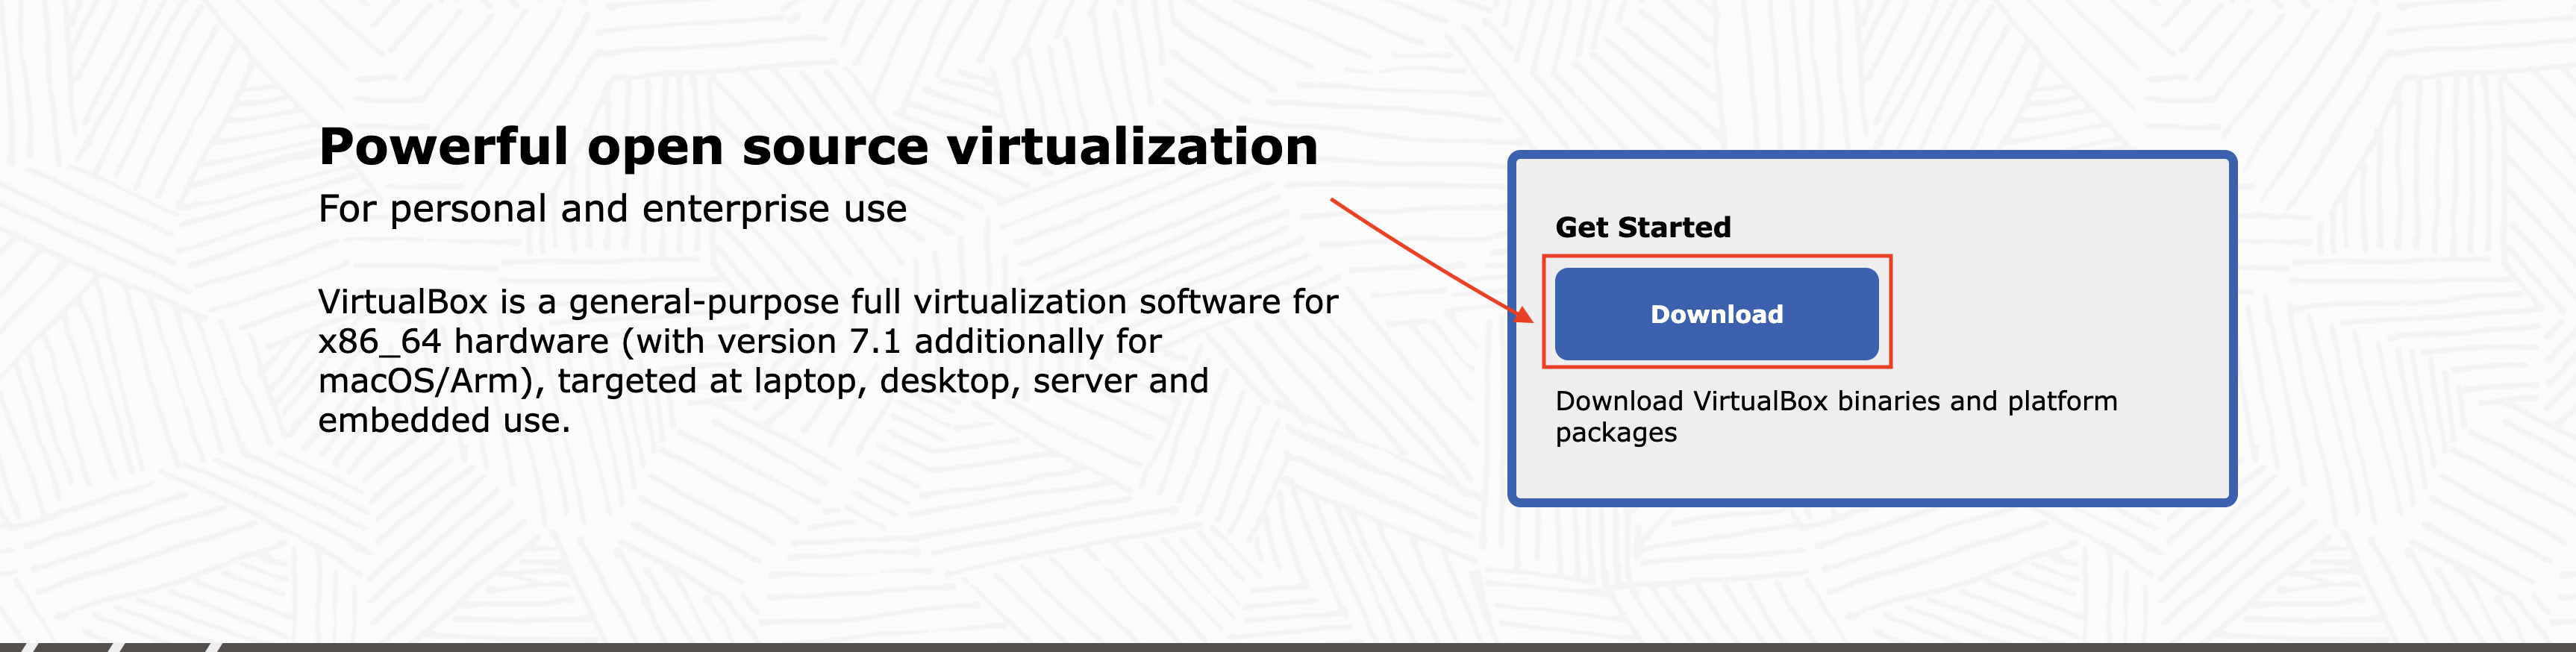 Powerful open source virtualization
For personal and enterprise use
VirtualBox is a general-purpose full virtualization software for
x86_64 hardware (with version 7.1 additionally for
macOS/Arm), targeted at laptop, desktop, server and
embedded use.
Get Started
Download
Download VirtualBox binaries and platform
packages